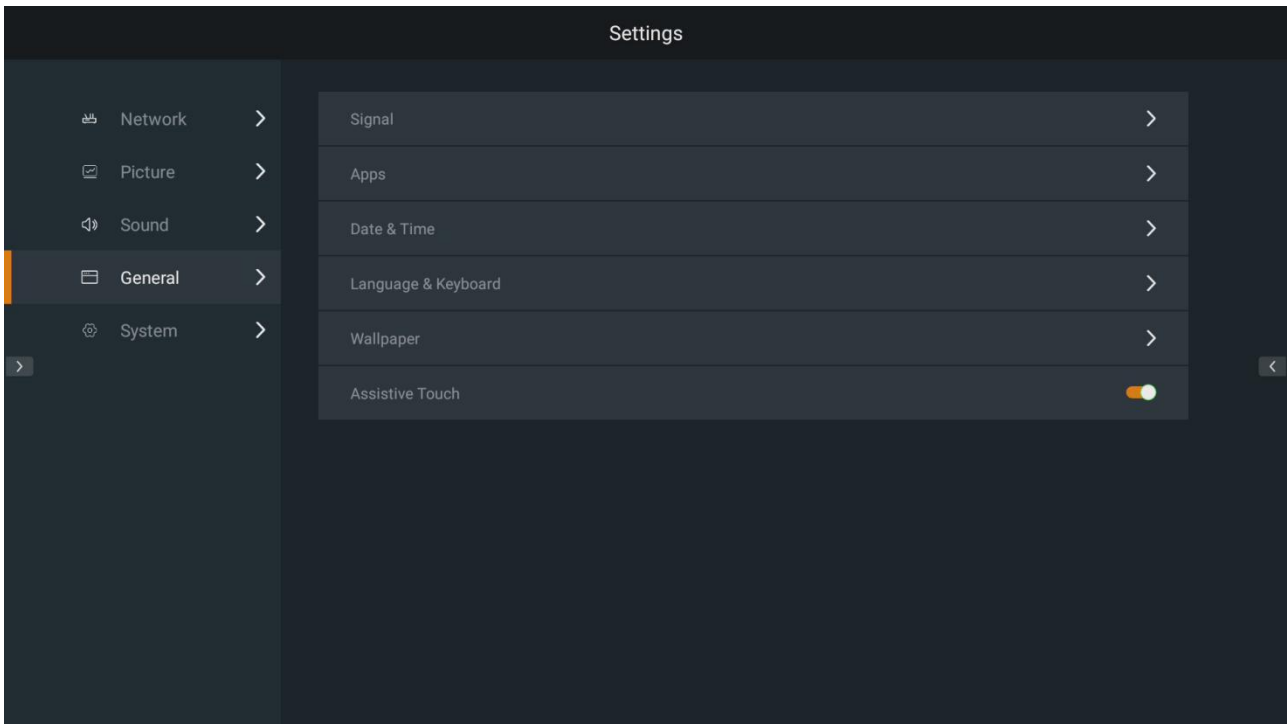 Settings
Network
Picture
Sound
General
System
Signal
Apps
Date & Time
Language & Keyboard
Wallpaper
Assistive Touch